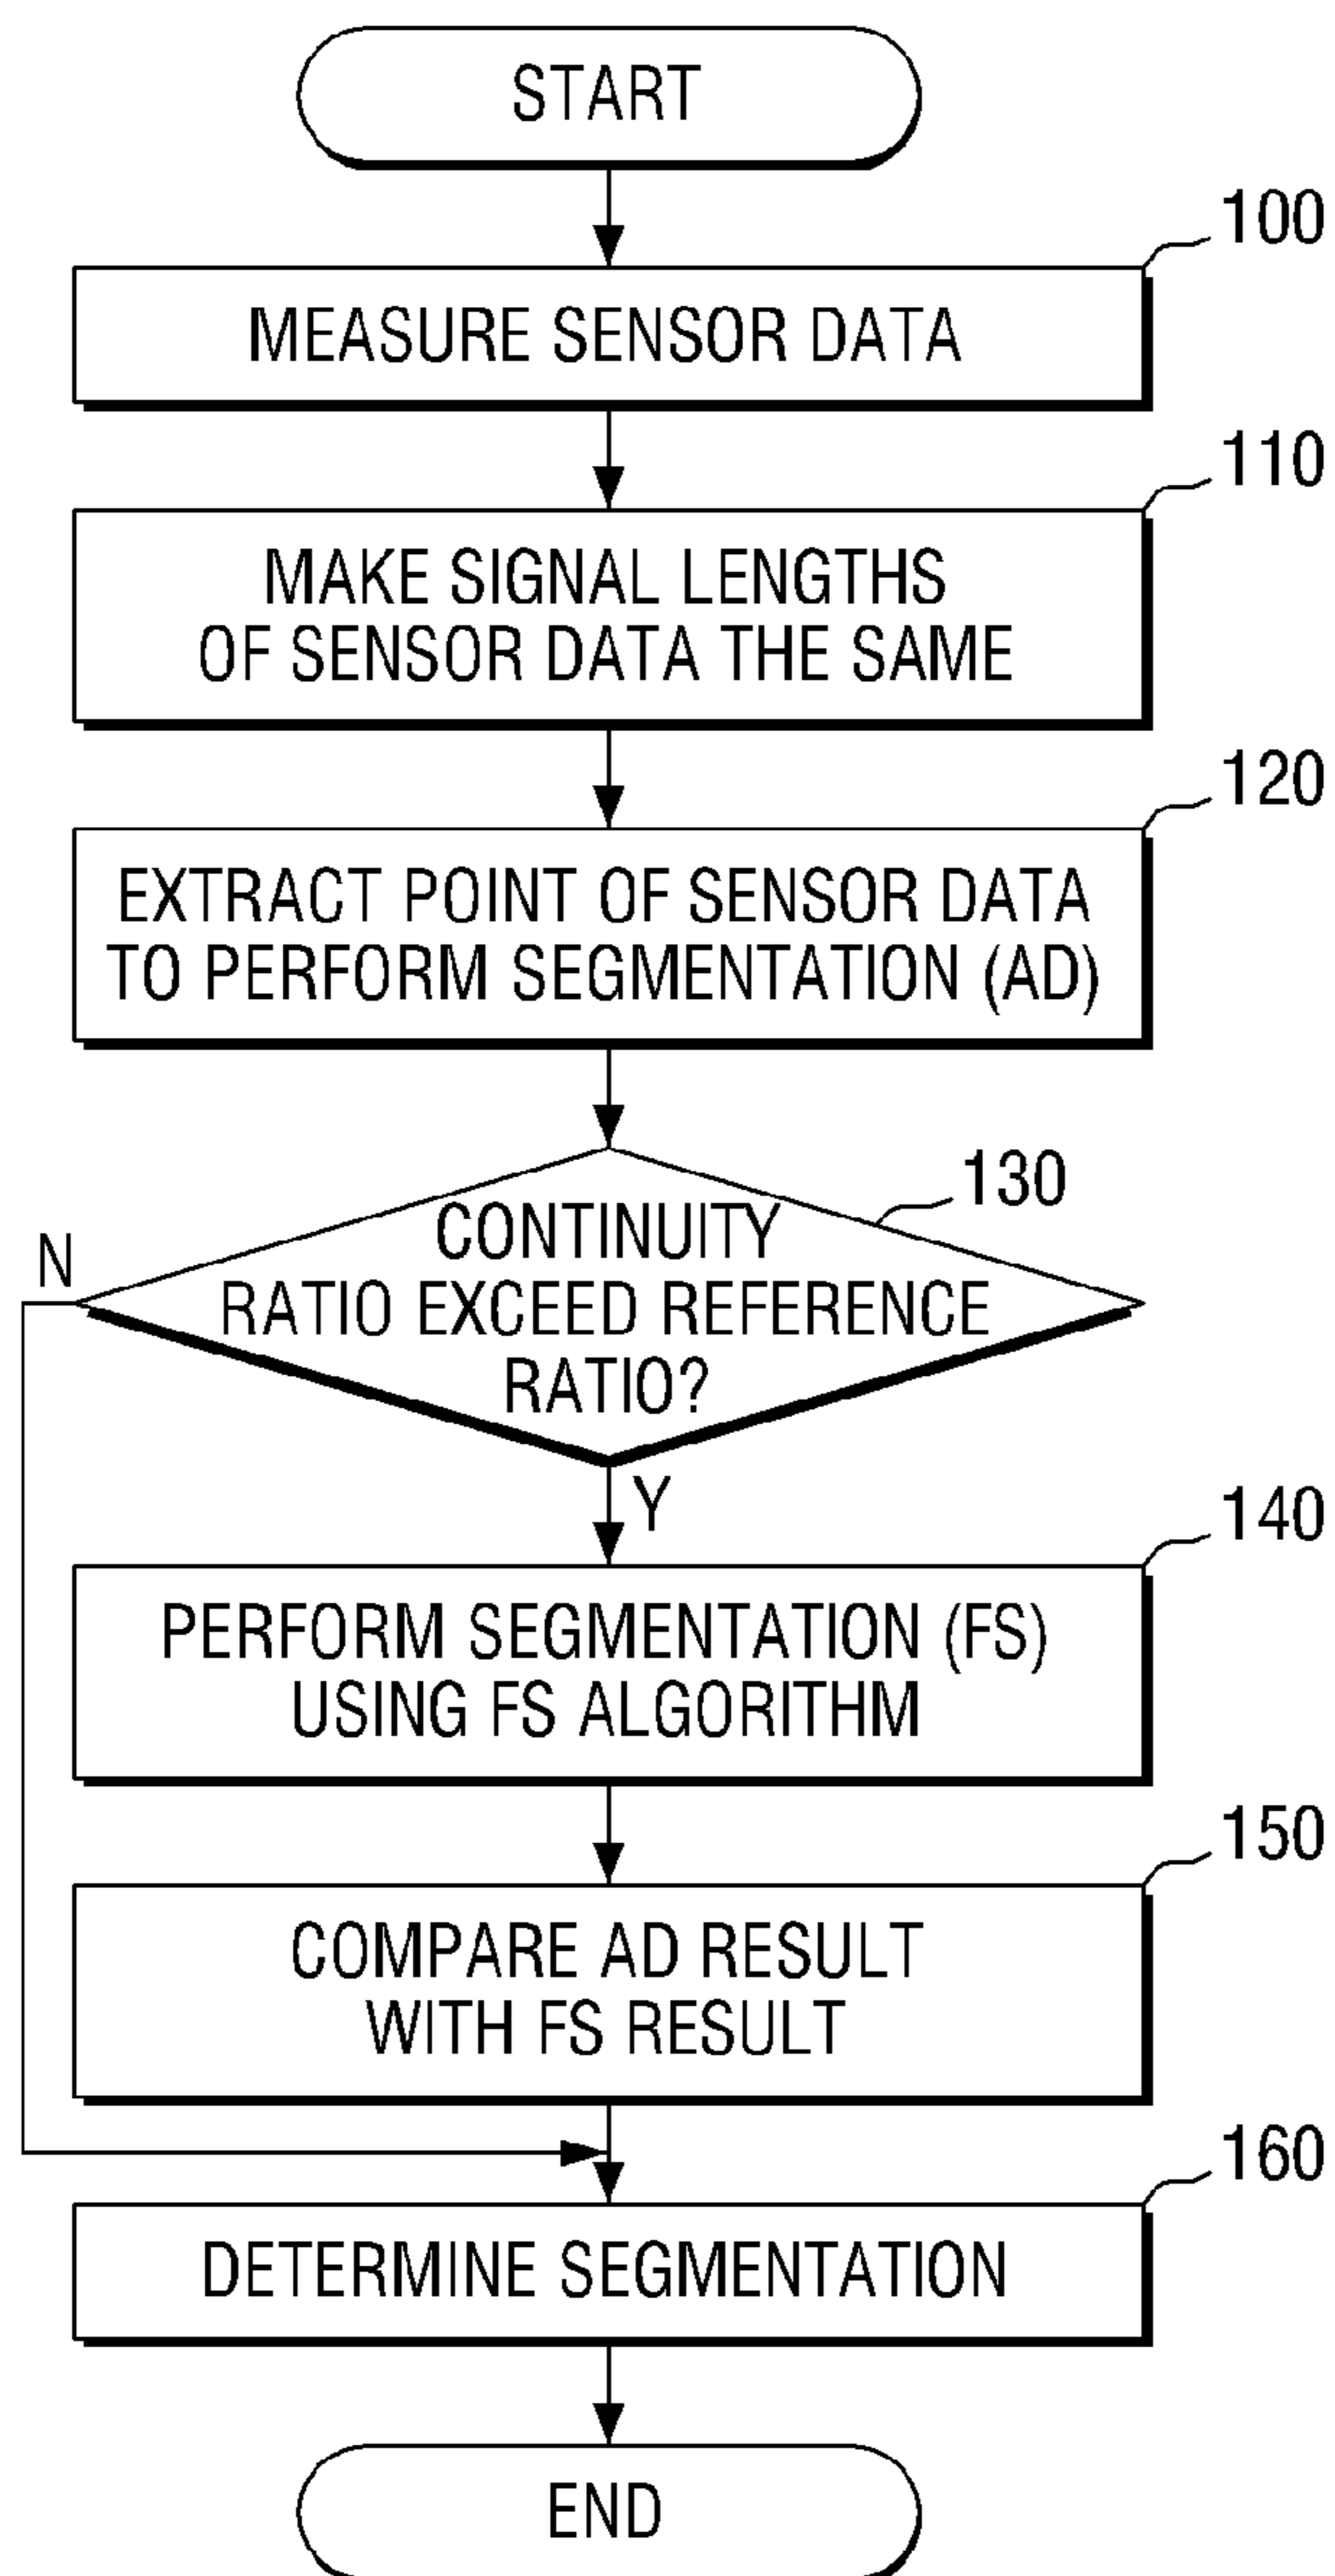 START
100
MEASURE SENSOR DATA
110
MAKE SIGNAL LENGTHS
OF SENSOR DATA THE SAME
120
EXTRACT POINT OF SENSOR DATA
TO PERFORM SEGMENTATION (AD)
130
N
CONTINUITY
RATIO EXCEED REFERENCE
RATIO?
Y
140
PERFORM SEGMENTATION (FS)
USING FS ALGORITHM
150
COMPARE AD RESULT
WITH FS RESULT
160
DETERMINE SEGMENTATION
END